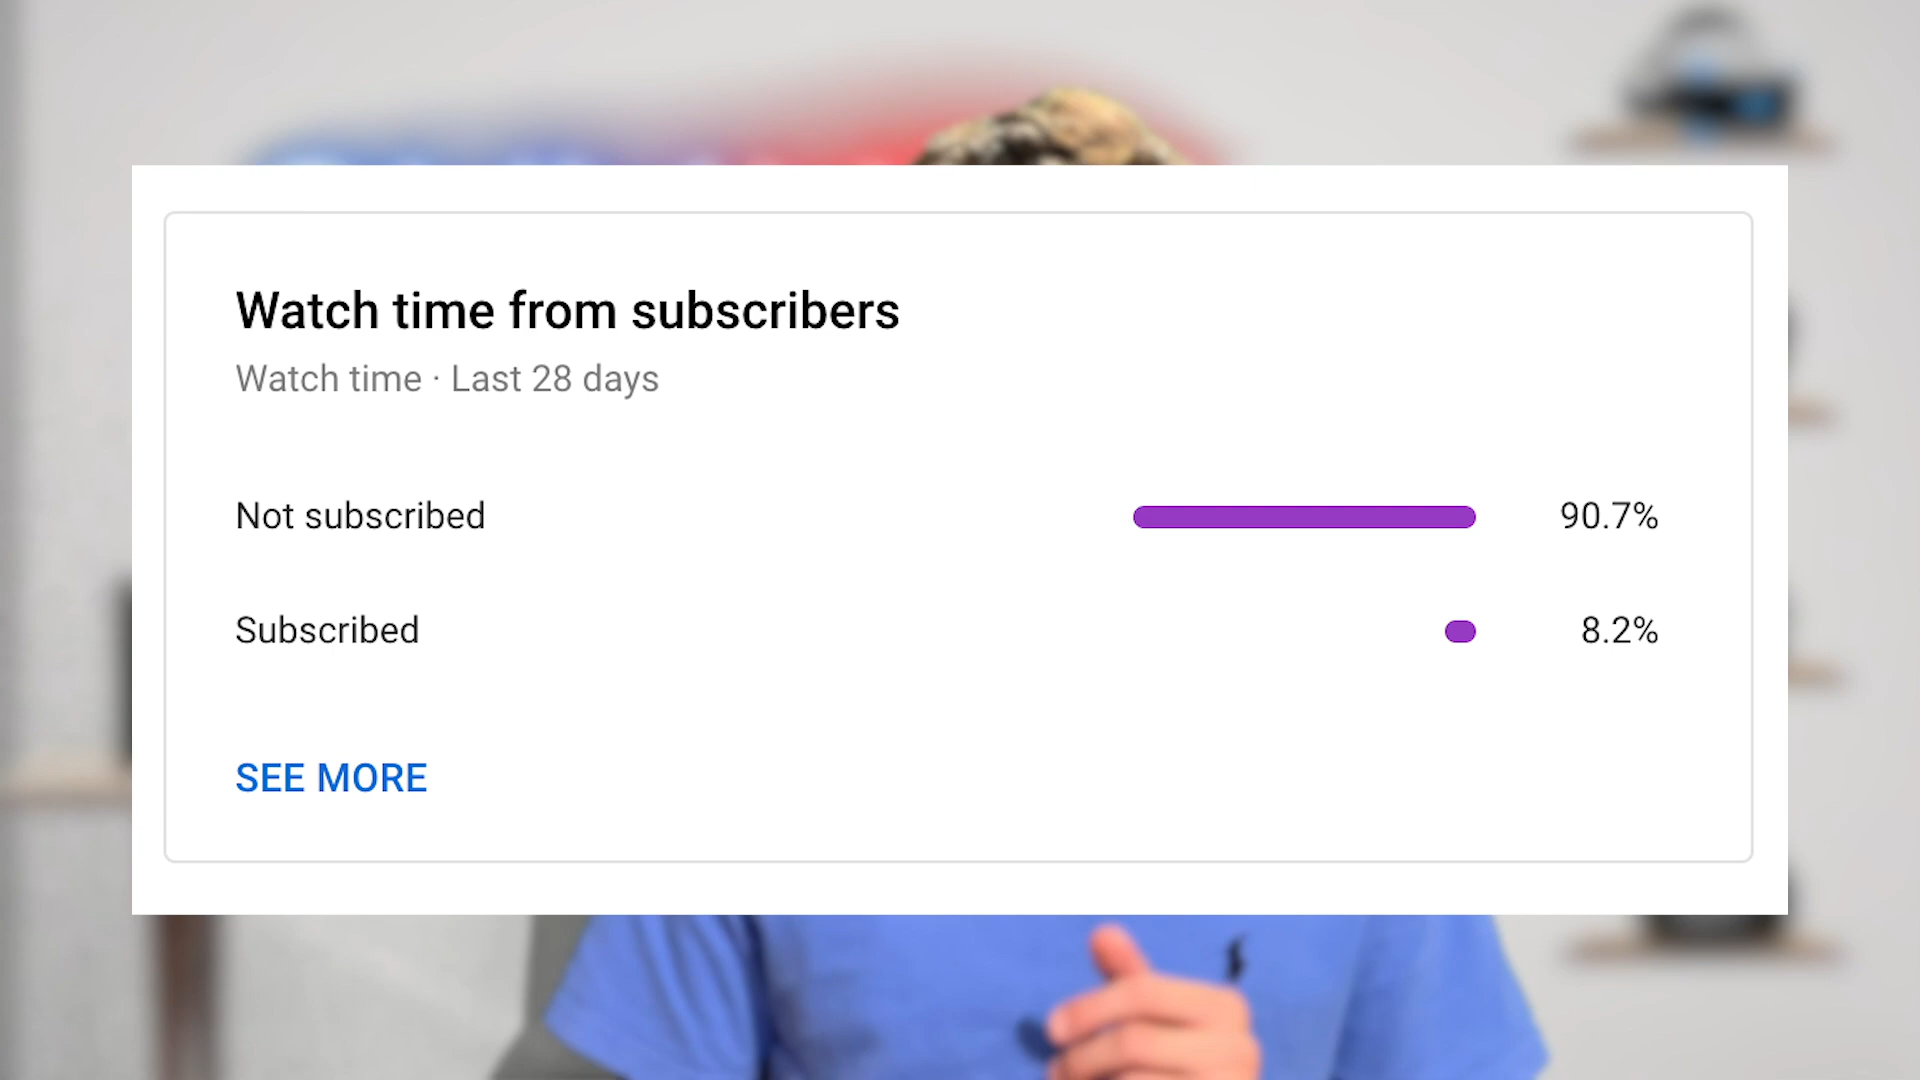 Watch time from subscribers
Watch time · Last 28 days
Not subscribed 90.7%
Subscribed 8.2%
SEE MORE